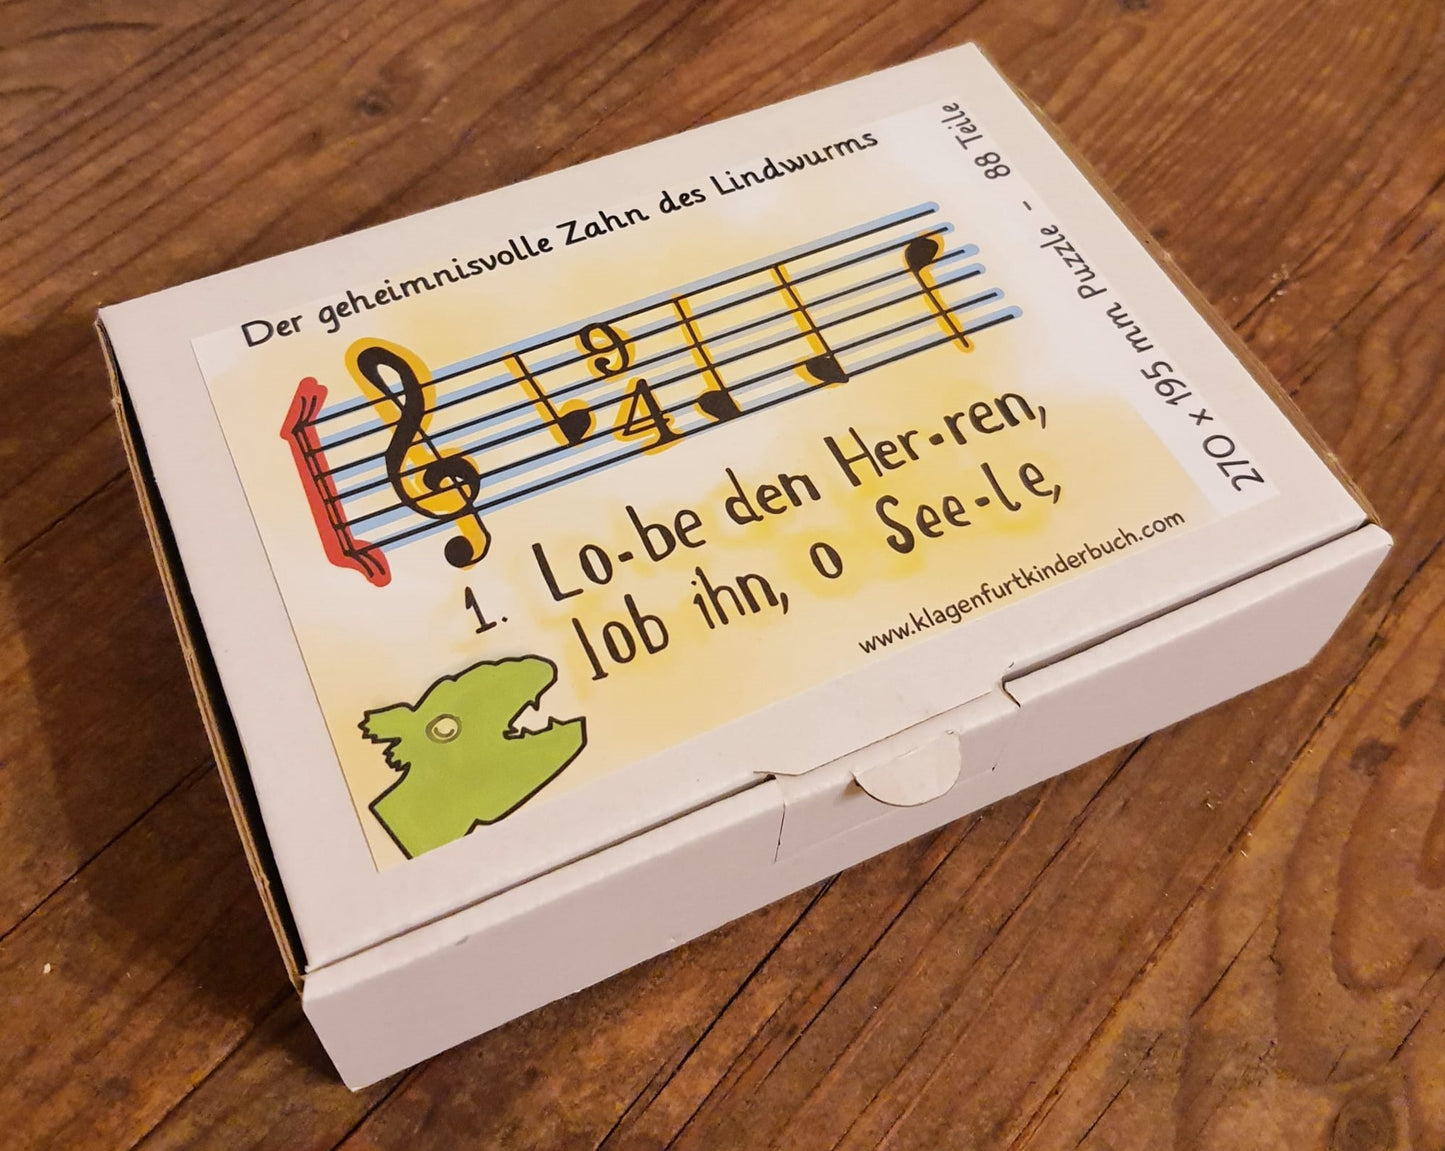 Der geheimnisvolle Zahn des Lindwurms
9
4
1. Lo-be den Her-ren,
lob ihn, o See-le,
www.klagenfurtkinderbuch.com
270 x 195 mm Puzzle - 88 Teile